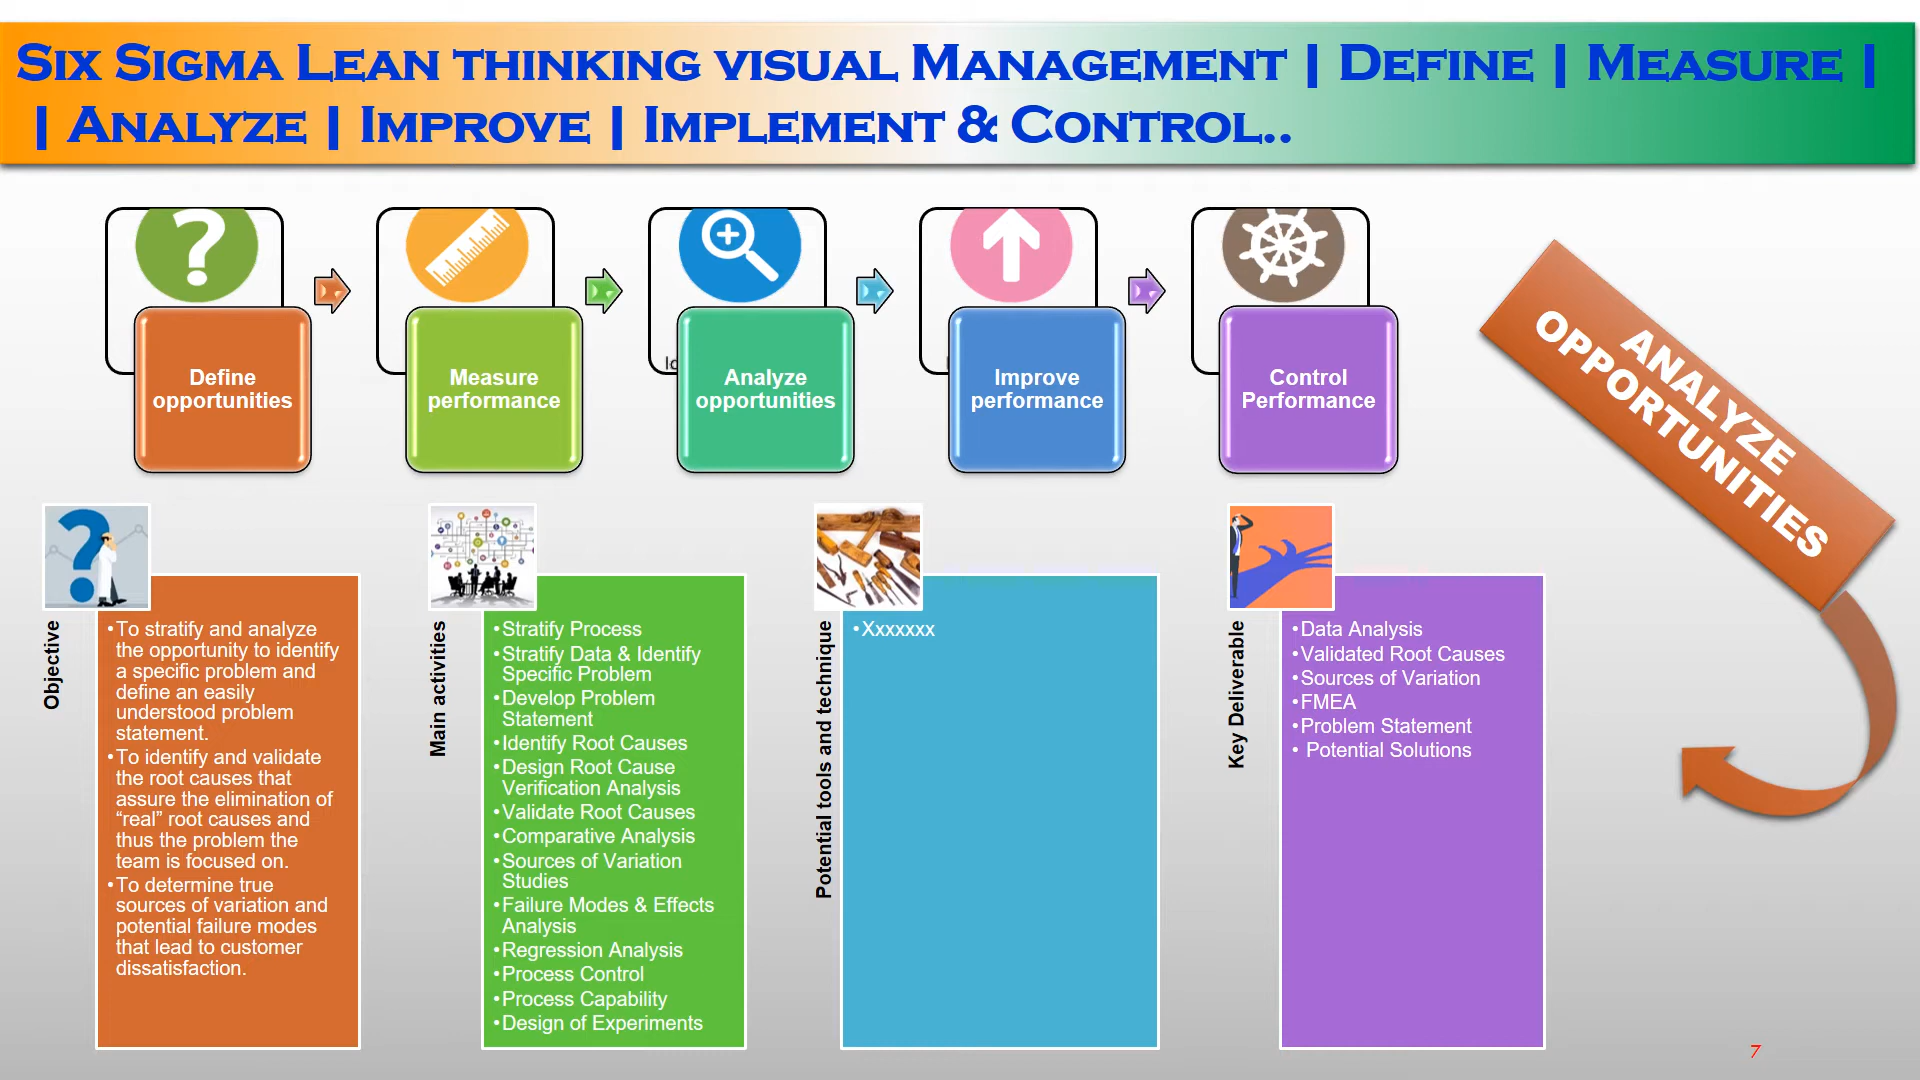 Six Sigma Lean thinking visual Management | Define | Measure |
| Analyze | Improve | Implement & Control..
Define
opportunities
Measure
performance
Analyze
opportunities
Improve
performance
Control
Performance
ANALYZE
OPPORTUNITIES
Objective
•To stratify and analyze
the opportunity to identify
a specific problem and
define an easily
understood problem
statement.
•To identify and validate
the root causes that
assure the elimination of
“real” root causes and
thus the problem the
team is focused on.
•To determine true
sources of variation and
potential failure modes
that lead to customer
dissatisfaction.
Main activities
•Stratify Process
•Stratify Data & Identify
Specific Problem
•Develop Problem
Statement
•Identify Root Causes
•Design Root Cause
Verification Analysis
•Validate Root Causes
•Comparative Analysis
•Sources of Variation
Studies
•Failure Modes & Effects
Analysis
•Regression Analysis
•Process Control
•Process Capability
•Design of Experiments
Potential tools and technique
•Xxxxxxx
Key Deliverable
•Data Analysis
•Validated Root Causes
•Sources of Variation
•FMEA
•Problem Statement
• Potential Solutions
7